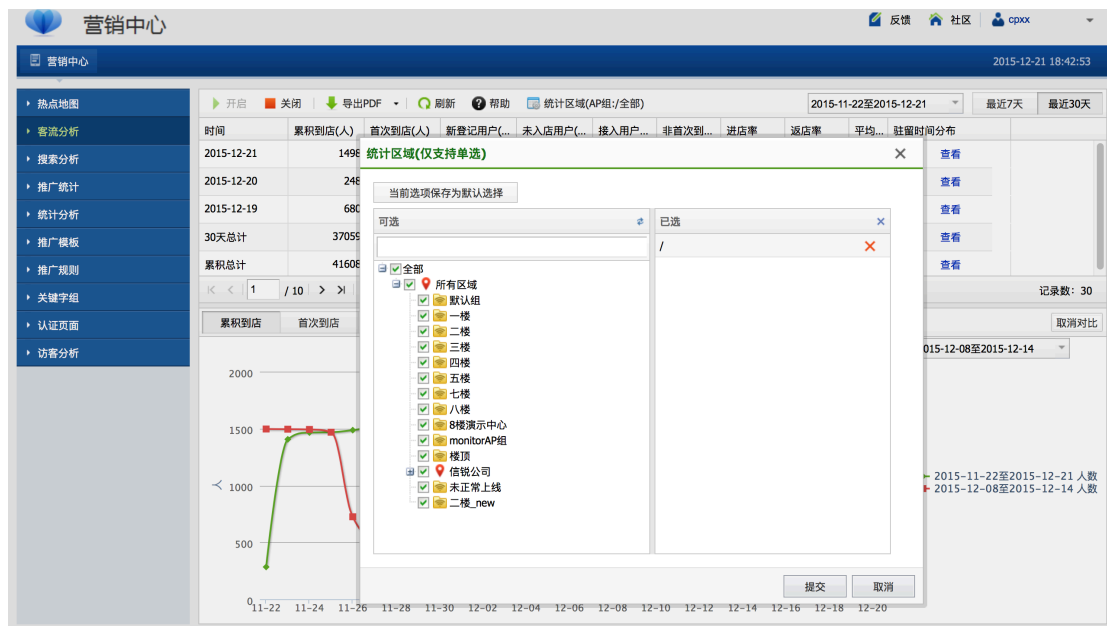 营销中心
反馈 社区 cpxx
营销中心 2015-12-21 18:42:53
热点地图
客流分析
搜索分析
推广统计
统计分析
推广模板
推广规则
关键字组
认证页面
访客分析
开启 关闭 导出PDF 刷新 帮助 统计区域(AP组:/全部) 2015-11-22至2015-12-21 最近7天 最近30天
时间 累积到店(人) 首次到店(人) 新登记用户(... 未入店用户(... 接入用户... 非首次到... 进店率 返店率 平均... 驻留时间分布
2015-12-21 1498 查看
2015-12-20 248 查看
2015-12-19 680 查看
30天总计 37059 查看
累积总计 41608 查看
1 / 10 记录数: 30
累积到店 首次到店 取消对比
015-12-08至2015-12-14
统计区域(仅支持单选)
当前选项保存为默认选择
可选
全部
所有区域
默认组
一楼
二楼
三楼
四楼
五楼
七楼
八楼
8楼演示中心
monitorAP组
楼顶
信锐公司
未正常上线
二楼_new
已选
/
提交 取消
2000
1500
人
1000
500
0
11-22 11-24 11-26 11-28 11-30 12-02 12-04 12-06 12-08 12-10 12-12 12-14 12-16 12-18 12-20
2015-11-22至2015-12-21 人数
2015-12-08至2015-12-14 人数